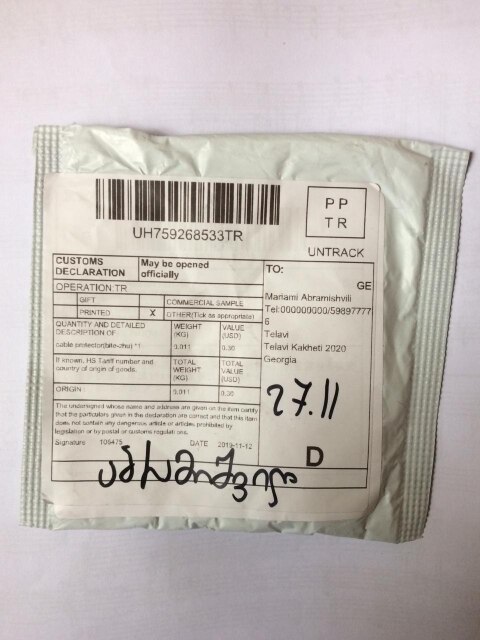 UH759268533TR
PP
TR
UNTRACK
CUSTOMS
DECLARATION
May be opened
officially
OPERATION:TR
GIFT
COMMERCIAL SAMPLE
PRINTED
X
OTHER(Tick as appropriate)
QUANTITY AND DETAILED
DESCRIPTION OF
WEIGHT
(KG)
VALUE
(USD)
cable protector(bite-zhu) *1
0.011
0.30
If known, HS Tariff number and
country of origin of goods.
TOTAL
WEIGHT
(KG)
TOTAL
VALUE
(USD)
ORIGIN :
0.011
0.30
The undersigned whose name and address are given on the item certify
that the particulars given in the declaration are correct and that this item
does not contain any dangerous article or articles prohibited by
legislation or by postal or customs regulations.
Signature 106475 DATE 2019-11-12
TO:
GE
Mariami Abramishvili
Tel:000000000/59897777
6
Telavi
Telavi Kakheti 2020
Georgia
27.11
D
აბრამიშვილი